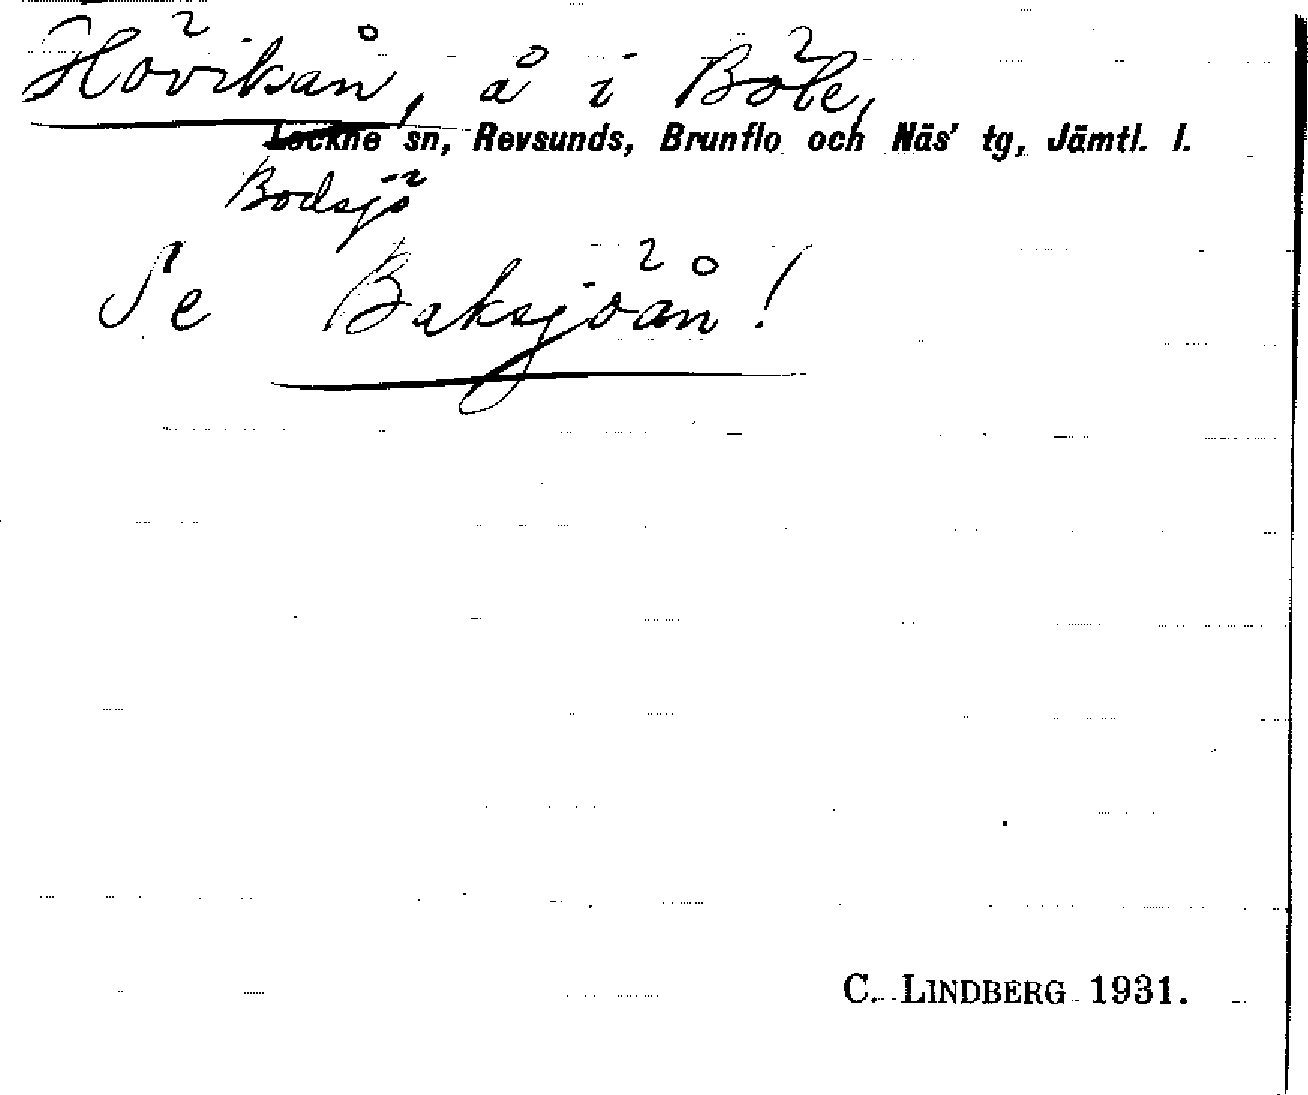 Hövikån, å i Böle,
Lockne sn, Revsunds, Brunflo och Näs' tg, Jämtl. l.
Bodsjö
Se Baksjöån!
C. LINDBERG 1931.